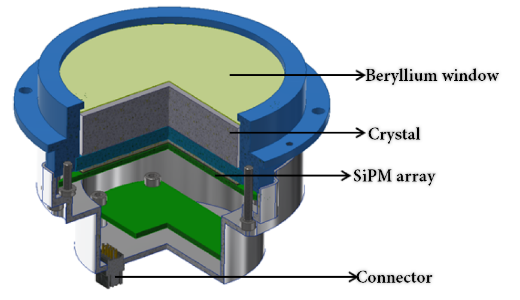 Beryllium window
Crystal
SiPM array
Connector